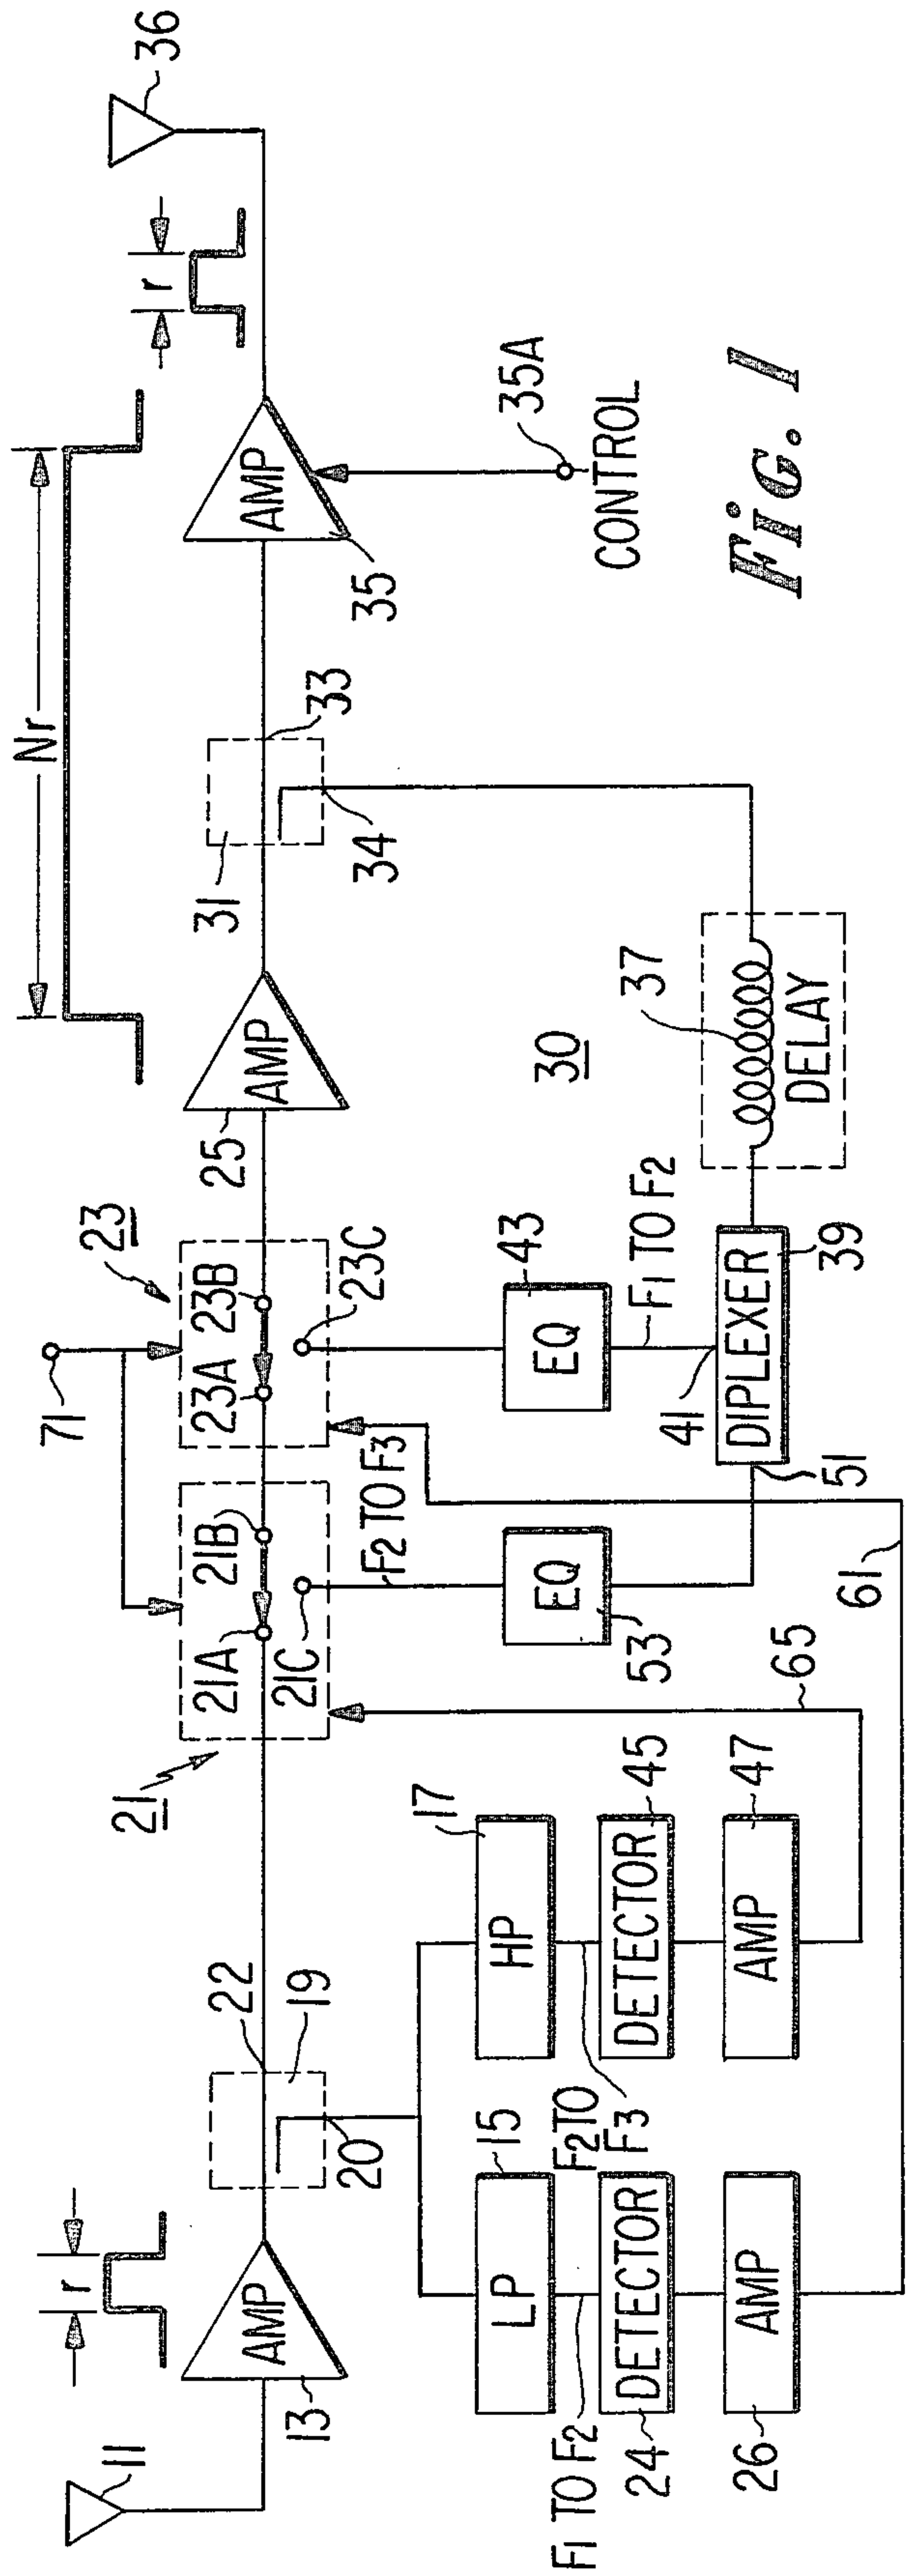 Nr
r
r
11
13
AMP
22
19
20
21
21A
21B
21C
71
23
23A
23B
23C
25
AMP
31
33
34
35
AMP
35A
CONTROL
36
F2 TO F3
LP
15
HP
17
F1 TO F2
F2 TO
F3
DETECTOR
24
DETECTOR
45
AMP
26
AMP
47
65
61
EQ
53
EQ
43
F1 TO F2
41
51
DIPLEXER
39
30
37
DELAY
Fig. 1